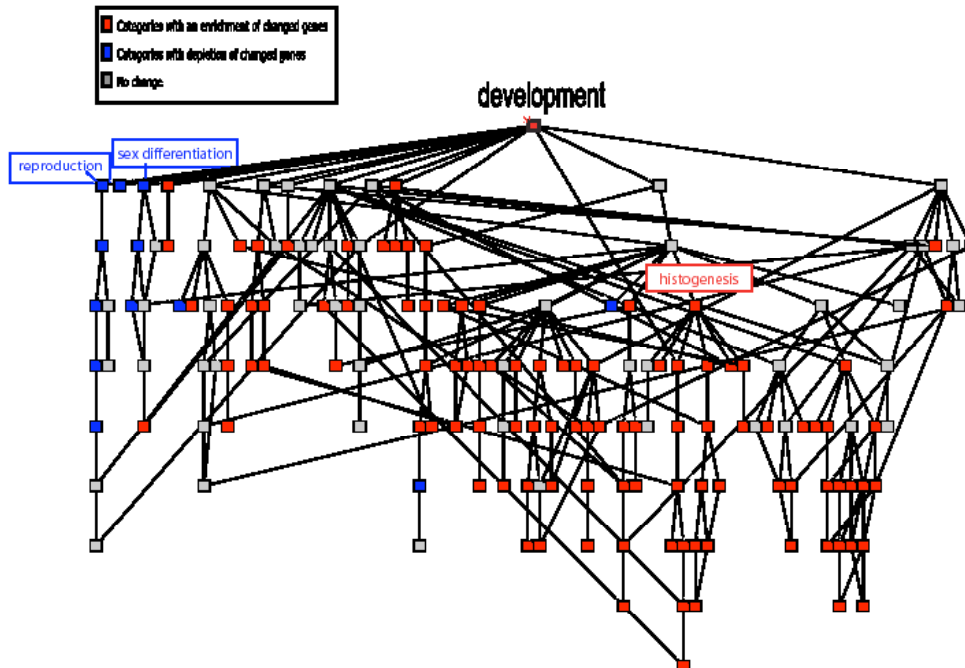 Categories with an enrichment of changed genes
Categories with depletion of changed genes
No change
development
sex differentiation
reproduction
histogenesis